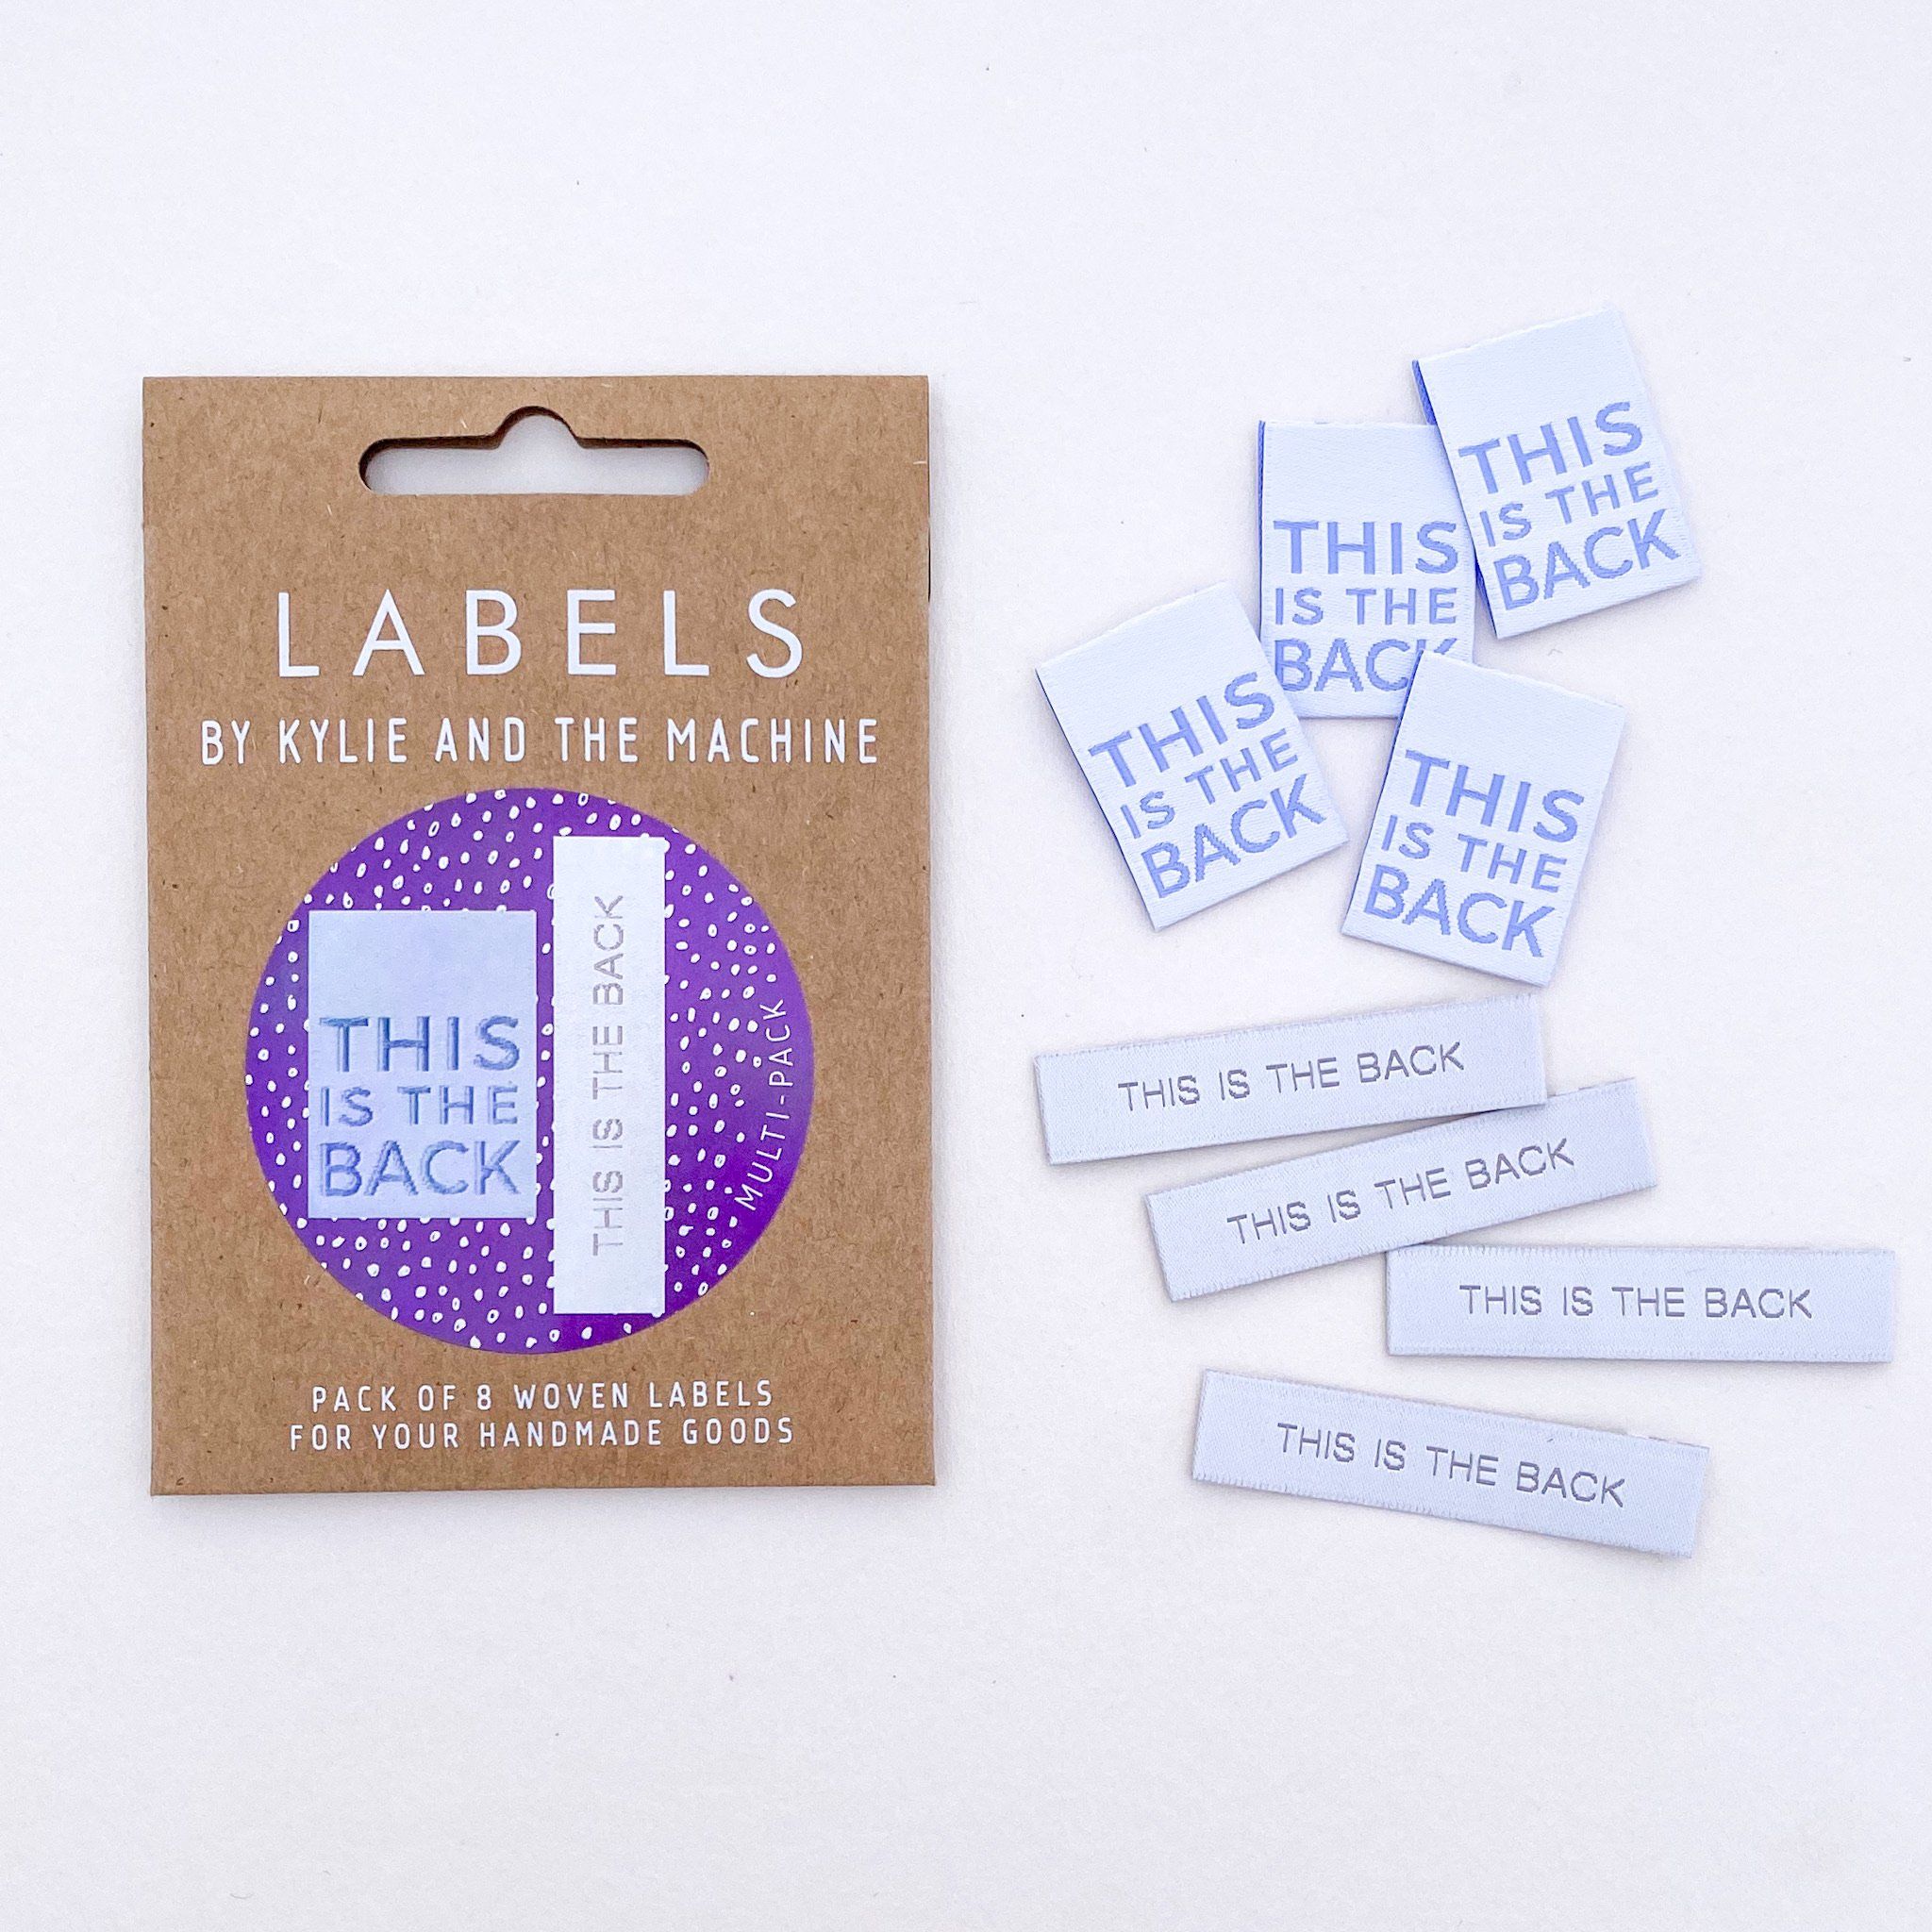 LABELS
BY KYLIE AND THE MACHINE
THIS
IS THE
BACK
THIS IS THE BACK
MULTI-PACK
PACK OF 8 WOVEN LABELS
FOR YOUR HANDMADE GOODS
THIS
IS THE
BACK
THIS
IS THE
BACK
THIS
IS THE
BACK
THIS
IS THE
BACK
THIS IS THE BACK
THIS IS THE BACK
THIS IS THE BACK
THIS IS THE BACK